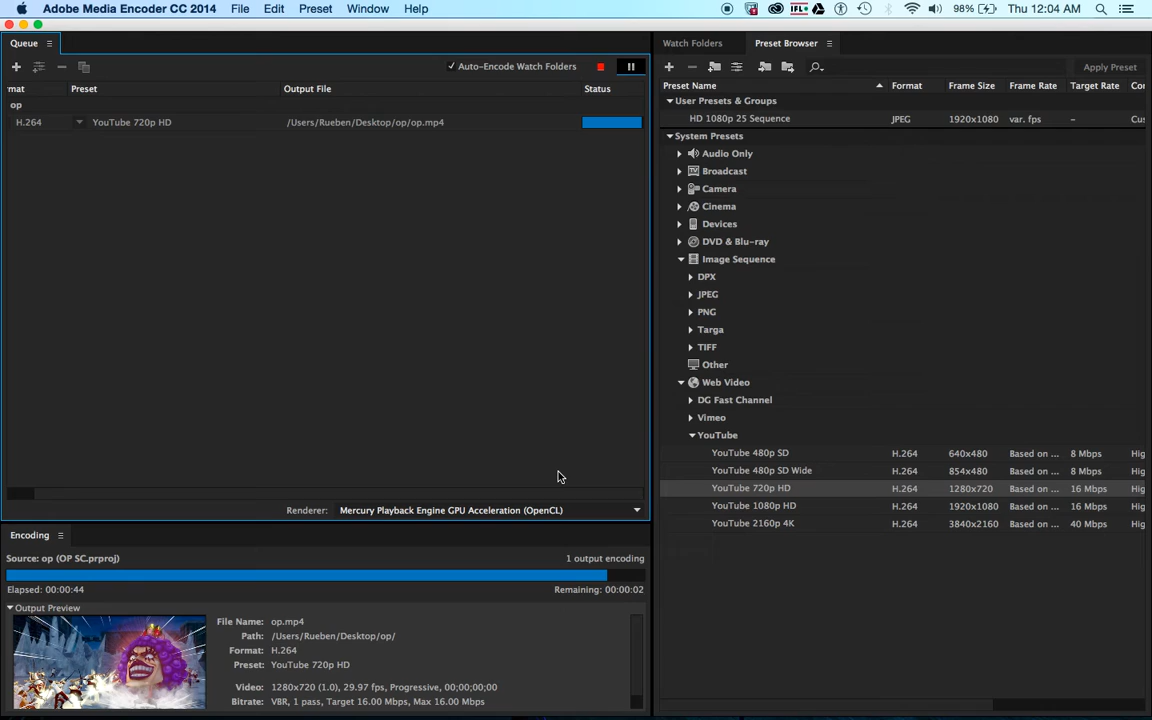 Adobe Media Encoder CC 2014 File Edit Preset Window Help 98% Thu 12:04 AM
Queue
Auto-Encode Watch Folders
rmat Preset Output File Status
op
H.264 YouTube 720p HD /Users/Rueben/Desktop/op/op.mp4
Renderer: Mercury Playback Engine GPU Acceleration (OpenCL)
Encoding
Source: op (OP SC.prproj) 1 output encoding
Elapsed: 00:00:44 Remaining: 00:00:02
Output Preview
File Name: op.mp4
Path: /Users/Rueben/Desktop/op/
Format: H.264
Preset: YouTube 720p HD
Video: 1280x720 (1.0), 29.97 fps, Progressive, 00;00;00;00
Bitrate: VBR, 1 pass, Target 16.00 Mbps, Max 16.00 Mbps
Watch Folders Preset Browser
Apply Preset
Preset Name Format Frame Size Frame Rate Target Rate Con
User Presets & Groups
HD 1080p 25 Sequence JPEG 1920x1080 var. fps – Cus
System Presets
Audio Only
Broadcast
Camera
Cinema
Devices
DVD & Blu-ray
Image Sequence
DPX
JPEG
PNG
Targa
TIFF
Other
Web Video
DG Fast Channel
Vimeo
YouTube
YouTube 480p SD H.264 640x480 Based on ... 8 Mbps Hig
YouTube 480p SD Wide H.264 854x480 Based on ... 8 Mbps Hig
YouTube 720p HD H.264 1280x720 Based on ... 16 Mbps Hig
YouTube 1080p HD H.264 1920x1080 Based on ... 16 Mbps Hig
YouTube 2160p 4K H.264 3840x2160 Based on ... 40 Mbps Hig